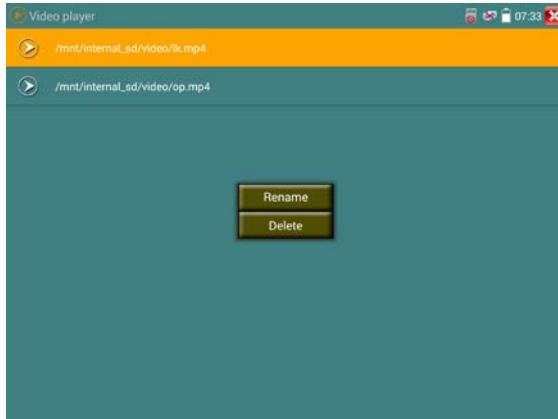 Video player
07:33
/mnt/internal_sd/video/lk.mp4
/mnt/internal_sd/video/op.mp4
Rename
Delete